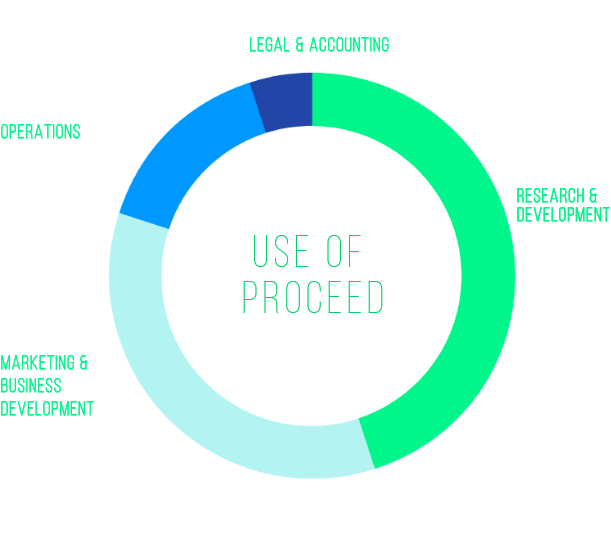 LEGAL & ACCOUNTING
OPERATIONS
RESEARCH &
DEVELOPMENT
USE OF
PROCEED
MARKETING &
BUSINESS
DEVELOPMENT